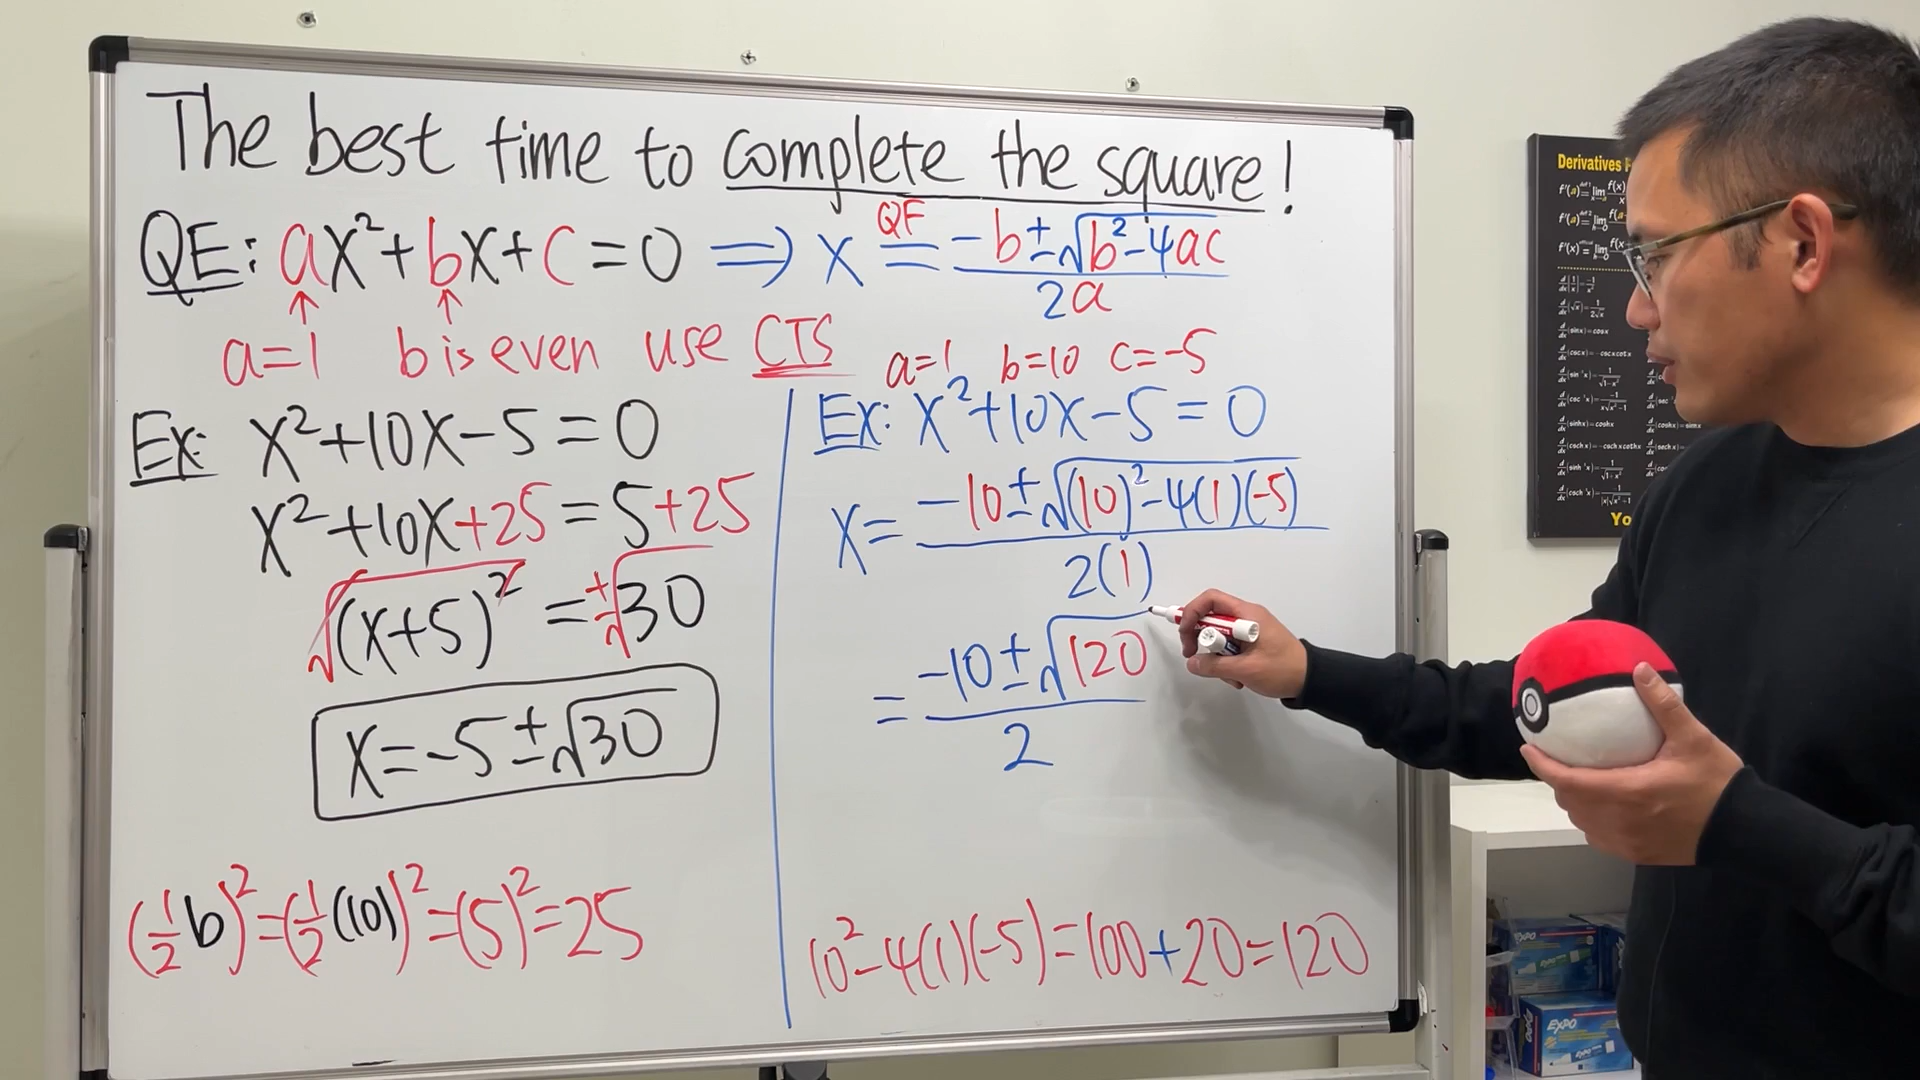 The best time to complete the square!
QE: ax²+bx+c=0 ⟹ x QF= (-b±√(b²-4ac))/(2a)
↑ ↑
a=1 b is even use CTS
Ex: x²+10x-5=0
x²+10x+25=5+25
√(x+5)²=±√30
x=-5±√30
(½b)²=(½(10))²=(5)²=25
a=1 b=10 c=-5
Ex: x²+10x-5=0
x=(-10±√((10)²-4(1)(-5)))/(2(1))
=(-10±√120)/2
10²-4(1)(-5)=100+20=120
Derivatives
Yo
EXPO
EXPO